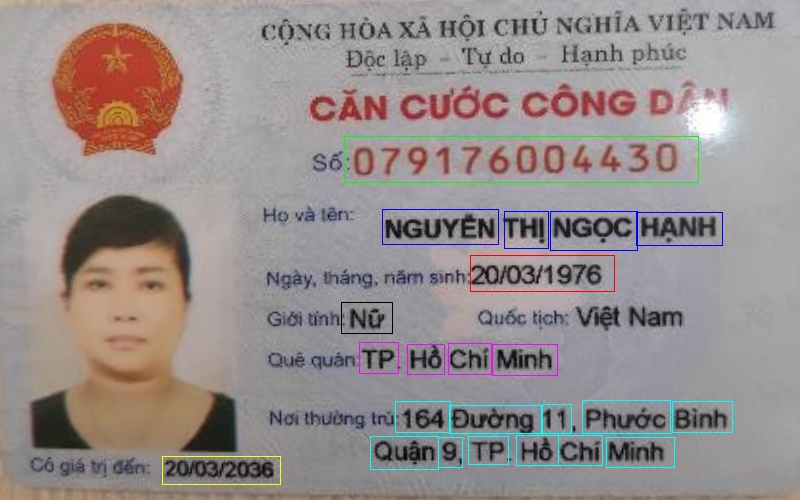 CỘNG HÒA XÃ HỘI CHỦ NGHĨA VIỆT NAM
Độc lập - Tự do - Hạnh phúc
CĂN CƯỚC CÔNG DÂN
Số: 079176004430
Họ và tên: NGUYỄN THỊ NGỌC HẠNH
Ngày, tháng, năm sinh: 20/03/1976
Giới tính: Nữ Quốc tịch: Việt Nam
Quê quán: TP. Hồ Chí Minh
Nơi thường trú: 164 Đường 11, Phước Bình
Quận 9, TP. Hồ Chí Minh
Có giá trị đến: 20/03/2036